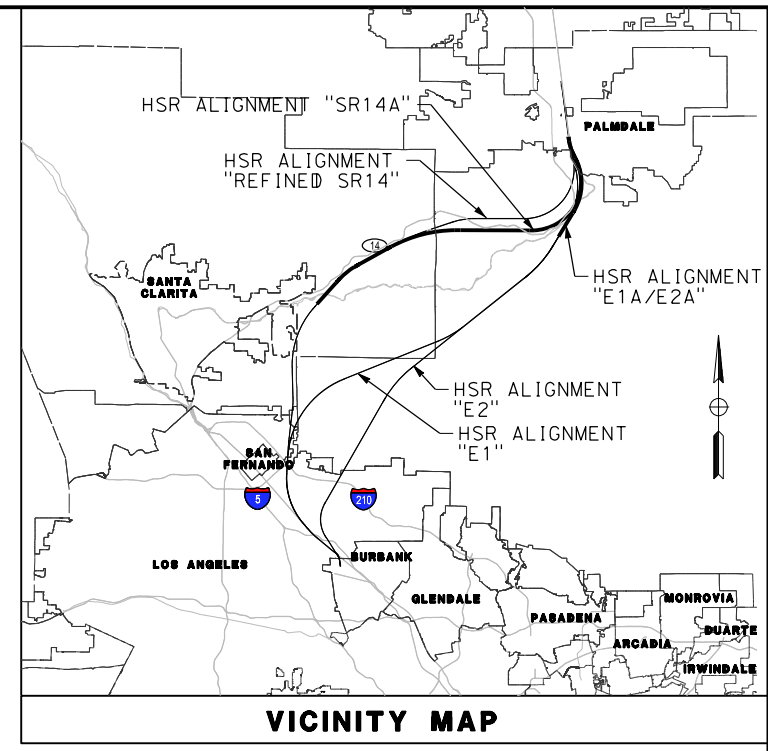 HSR ALIGNMENT "SR14A"
PALMDALE
HSR ALIGNMENT
"REFINED SR14"
14
SANTA
CLARITA
HSR ALIGNMENT
"E1A/E2A"
HSR ALIGNMENT
"E2"
HSR ALIGNMENT
"E1"
SAN
FERNANDO
5
210
LOS ANGELES
BURBANK
GLENDALE
PASADENA
MONROVIA
ARCADIA
DUARTE
IRWINDALE
VICINITY MAP